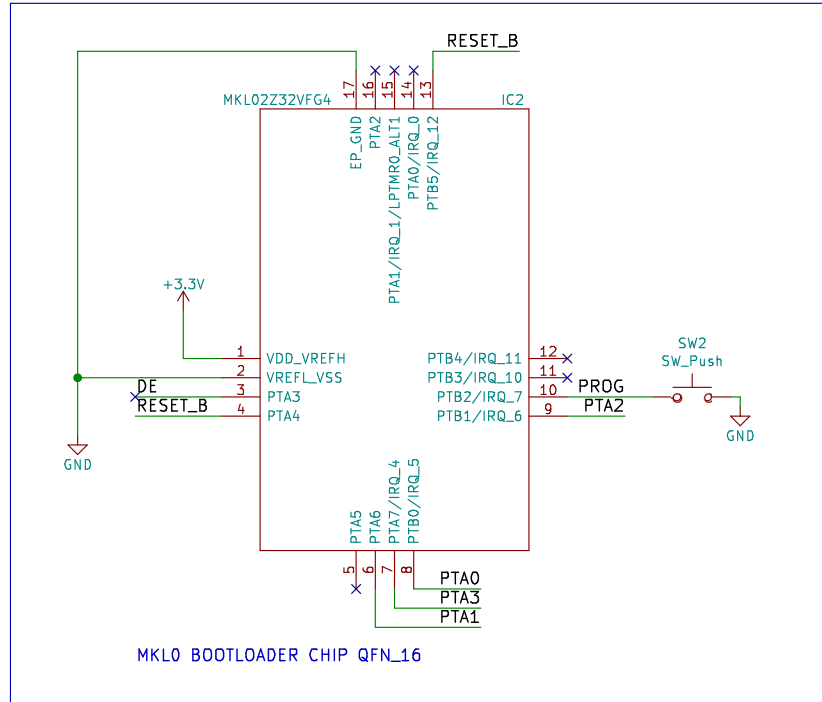 RESET_B
MKL02Z32VFG4
IC2
17
16
15
14
13
EP_GND
PTA2
PTA1/IRQ_1/LPTMR0_ALT1
PTA0/IRQ_0
PTB5/IRQ_12
+3.3V
1
VDD_VREFH
2
VREFL_VSS
DE
3
PTA3
RESET_B
4
PTA4
GND
PTB4/IRQ_11
12
PTB3/IRQ_10
11
PTB2/IRQ_7
10
PROG
PTB1/IRQ_6
9
PTA2
SW2
SW_Push
GND
PTA5
PTA6
PTA7/IRQ_4
PTB0/IRQ_5
5
6
7
8
PTA0
PTA3
PTA1
MKL0 BOOTLOADER CHIP QFN_16